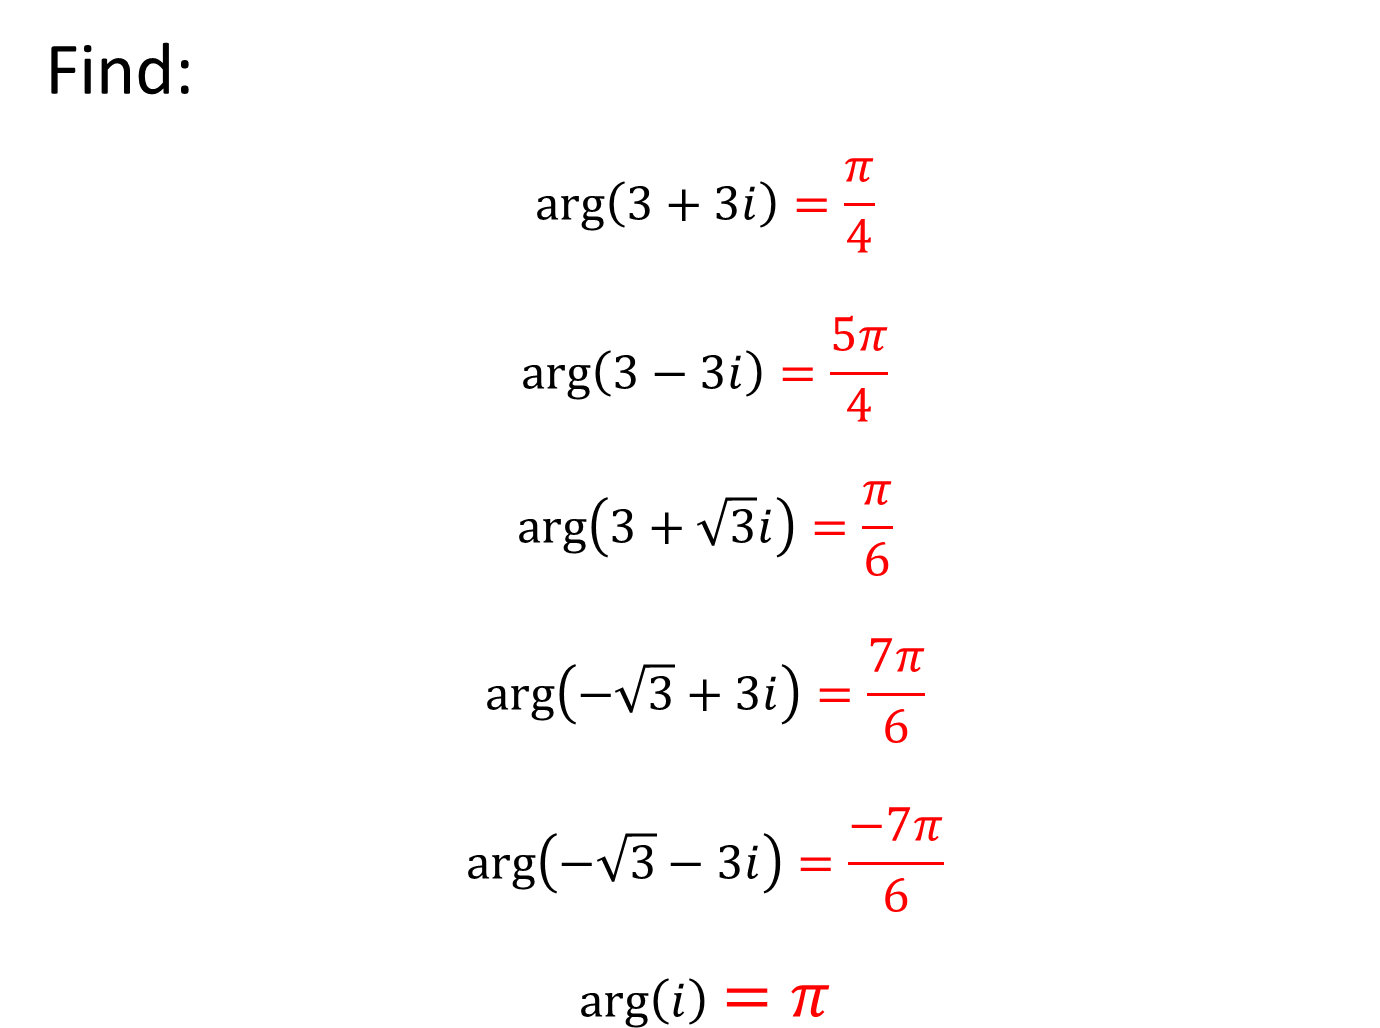 Find:
arg(3 + 3i) = π/4
arg(3 − 3i) = 5π/4
arg(3 + √3i) = π/6
arg(−√3 + 3i) = 7π/6
arg(−√3 − 3i) = −7π/6
arg(i) = π